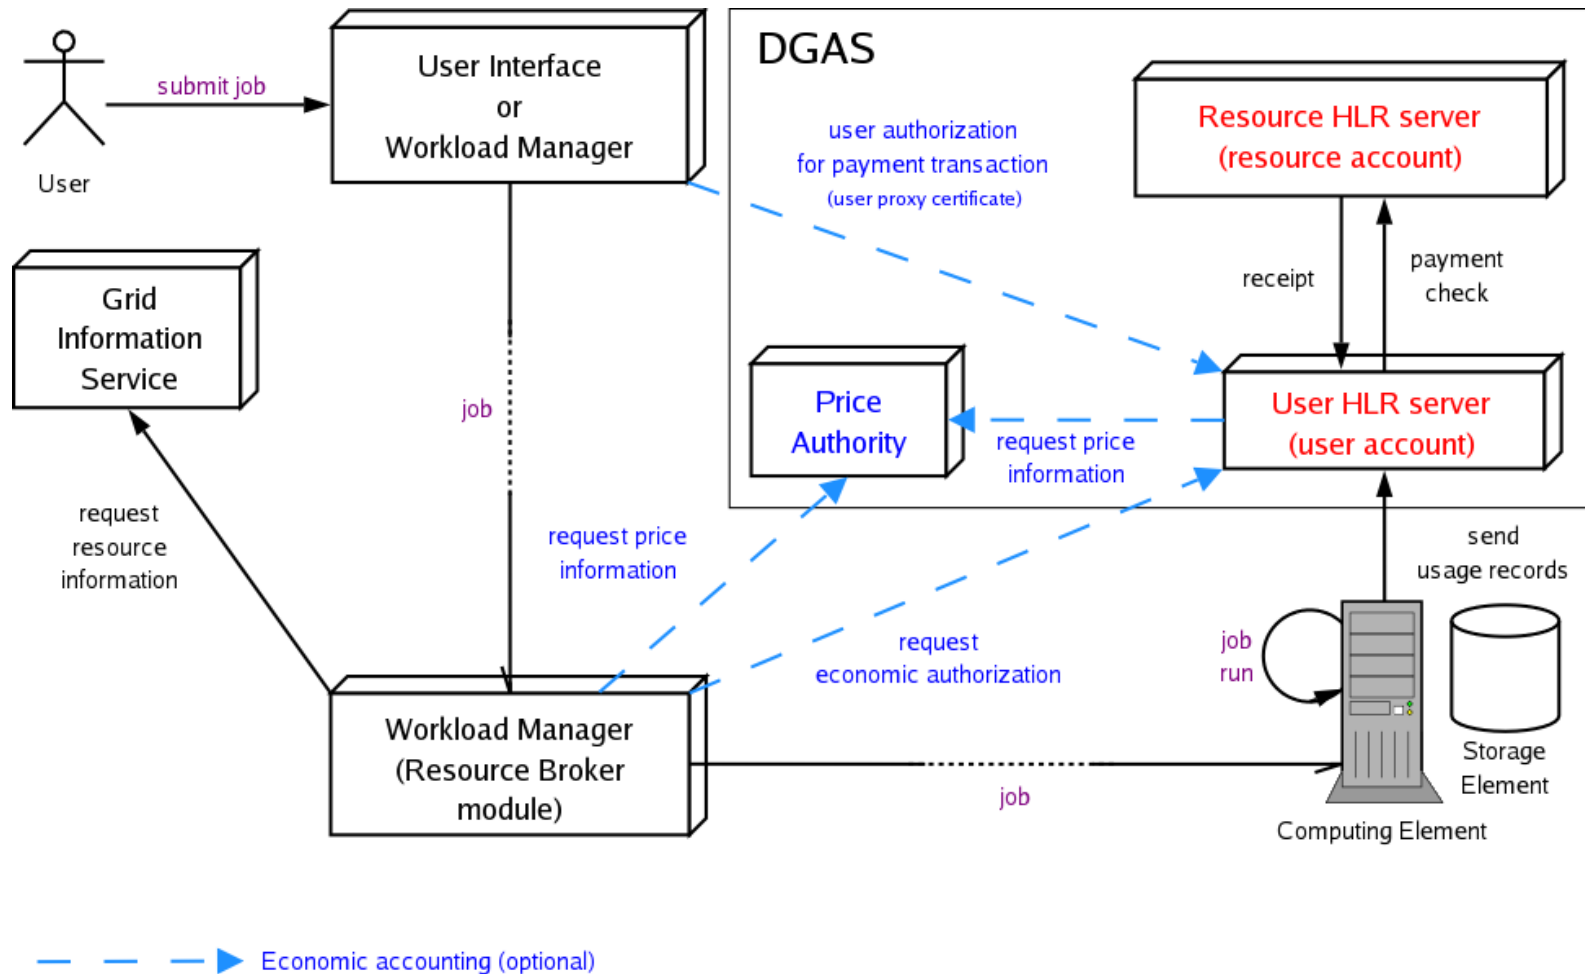 submit job
User
User Interface
or
Workload Manager
DGAS
Resource HLR server
(resource account)
user authorization
for payment transaction
(user proxy certificate)
receipt
payment
check
Grid
Information
Service
job
Price
Authority
request price
information
User HLR server
(user account)
request
resource
information
request price
information
send
usage records
request
economic authorization
job
run
Workload Manager
(Resource Broker
module)
job
Storage
Element
Computing Element
Economic accounting (optional)